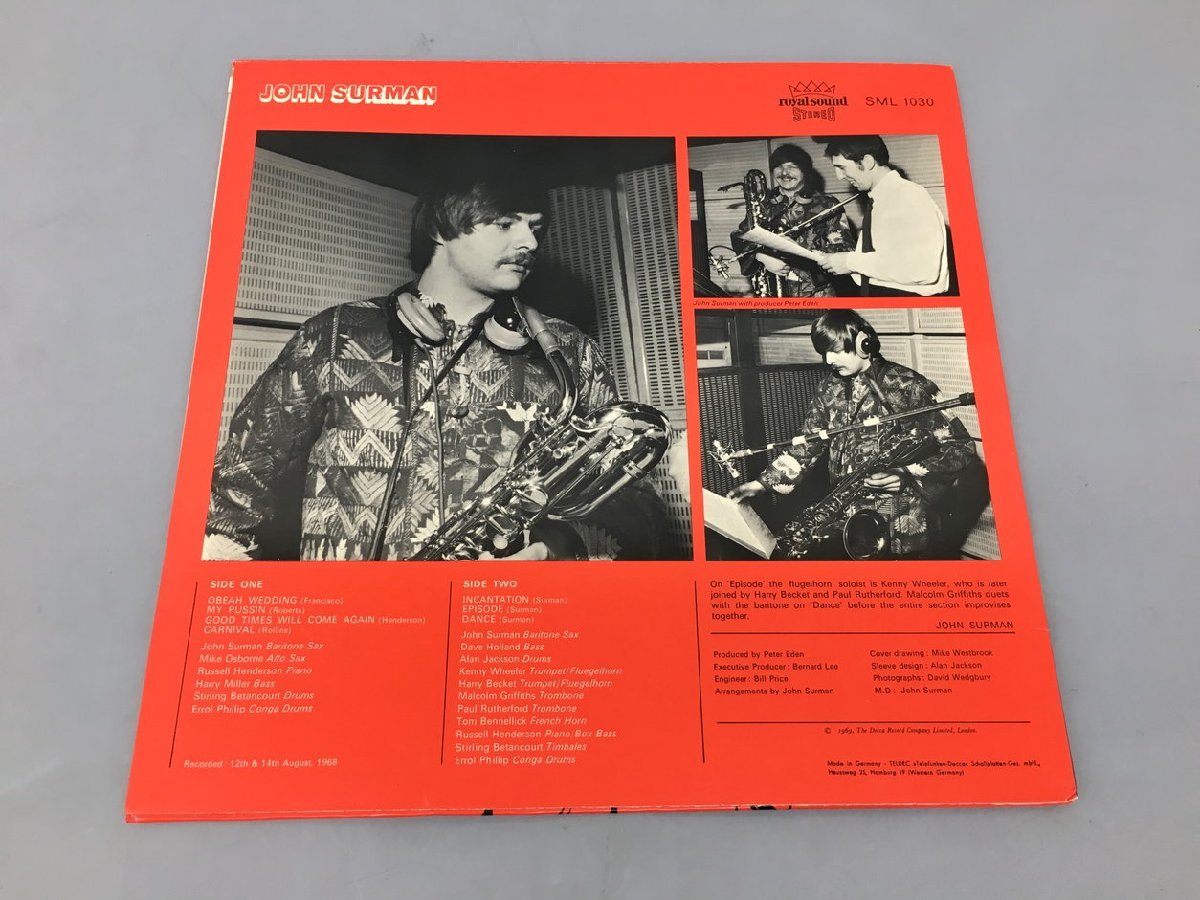 JOHN SURMAN
royal sound
STEREO
SML 1030
John Surman with producer Peter Eden
SIDE ONE
OBEAH WEDDING (Francisco)
MY PUSSIN (Roberts)
GOOD TIMES WILL COME AGAIN (Henderson)
CARNIVAL (Rollins)
John Surman Baritone Sax
Mike Osborne Alto Sax
Russell Henderson Piano
Harry Miller Bass
Stirling Betancourt Drums
Errol Phillip Conga Drums
Recorded : 12th & 14th August, 1968
SIDE TWO
INCANTATION (Surman)
EPISODE (Surman)
DANCE (Surman)
John Surman Baritone Sax
Dave Holland Bass
Alan Jackson Drums
Kenny Wheeler Trumpet/Fluegelhorn
Harry Becket Trumpet/Fluegelhorn
Malcolm Griffiths Trombone
Paul Rutherford Trombone
Tom Bennellick French Horn
Russell Henderson Piano/Box Bass
Stirling Betancourt Timbales
Errol Phillip Conga Drums
On 'Episode' the flugelhorn soloist is Kenny Wheeler, who is later
joined by Harry Becket and Paul Rutherford. Malcolm Griffiths duets
with the baritone on 'Dance' before the entire section improvises
together.
JOHN SURMAN
Produced by Peter Eden
Executive Producer : Bernard Lee
Engineer : Bill Price
Arrangements by John Surman
Cover drawing : Mike Westbrook
Sleeve design : Alan Jackson
Photographs : David Wedgbury
M.D : John Surman
© 1969, The Decca Record Company Limited, London.
Made in Germany - TELDEC »Telefunken-Decca« Schallplatten-Ges. mbH.,
Heussweg 25, Hamburg 19 (Western Germany)